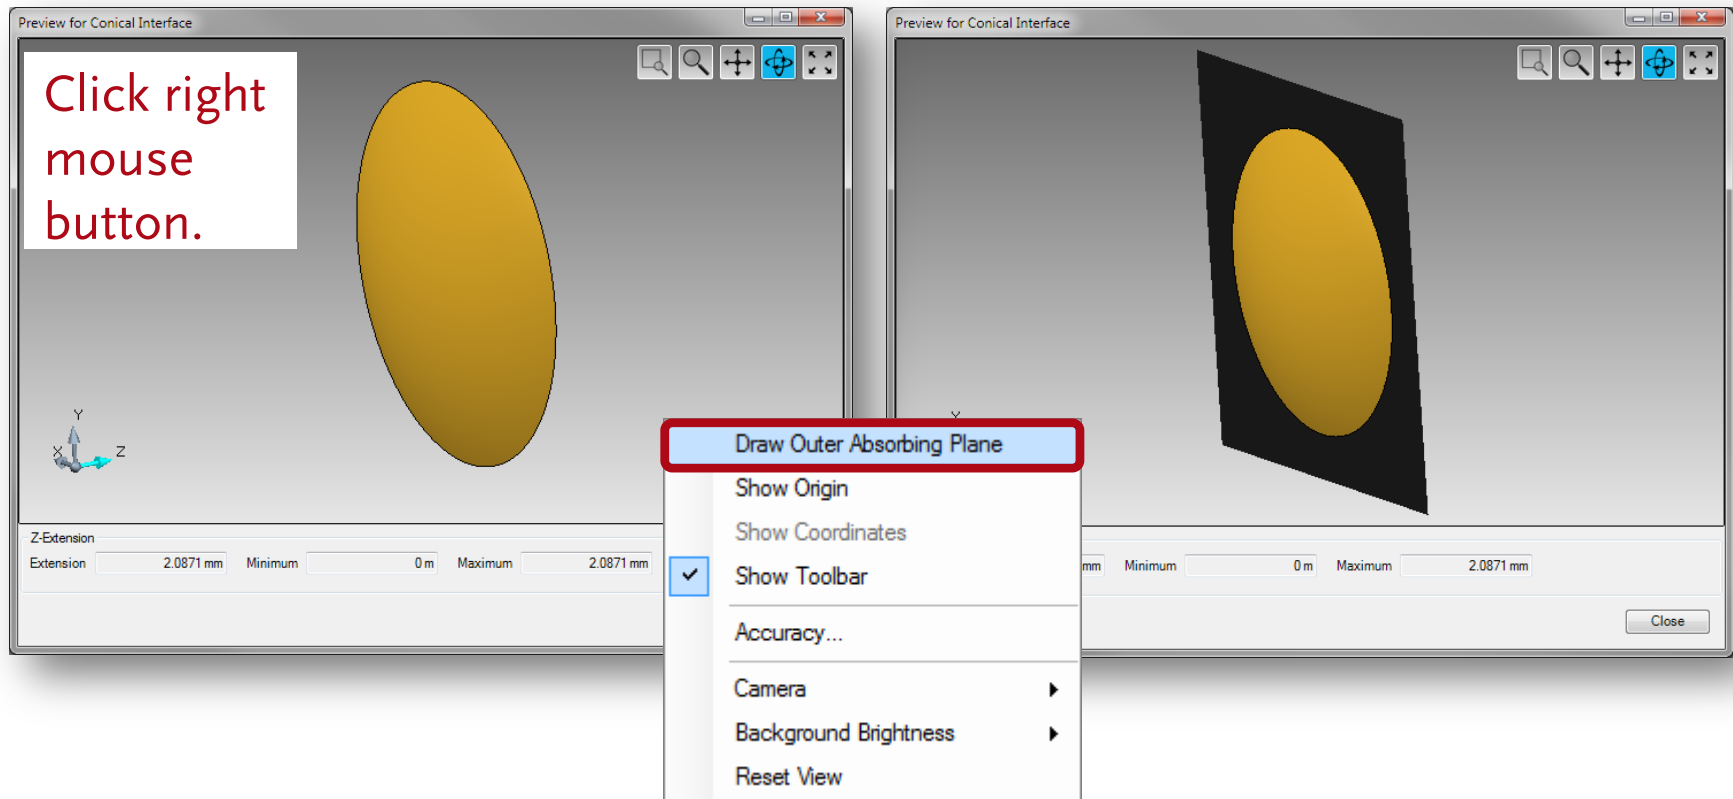 Preview for Conical Interface
Click right
mouse
button.
Y
X
Z
Z-Extension
Extension 2.0871 mm Minimum 0 m Maximum 2.0871 mm
Preview for Conical Interface
Y
mm Minimum 0 m Maximum 2.0871 mm
Close
Draw Outer Absorbing Plane
Show Origin
Show Coordinates
Show Toolbar
Accuracy...
Camera
Background Brightness
Reset View